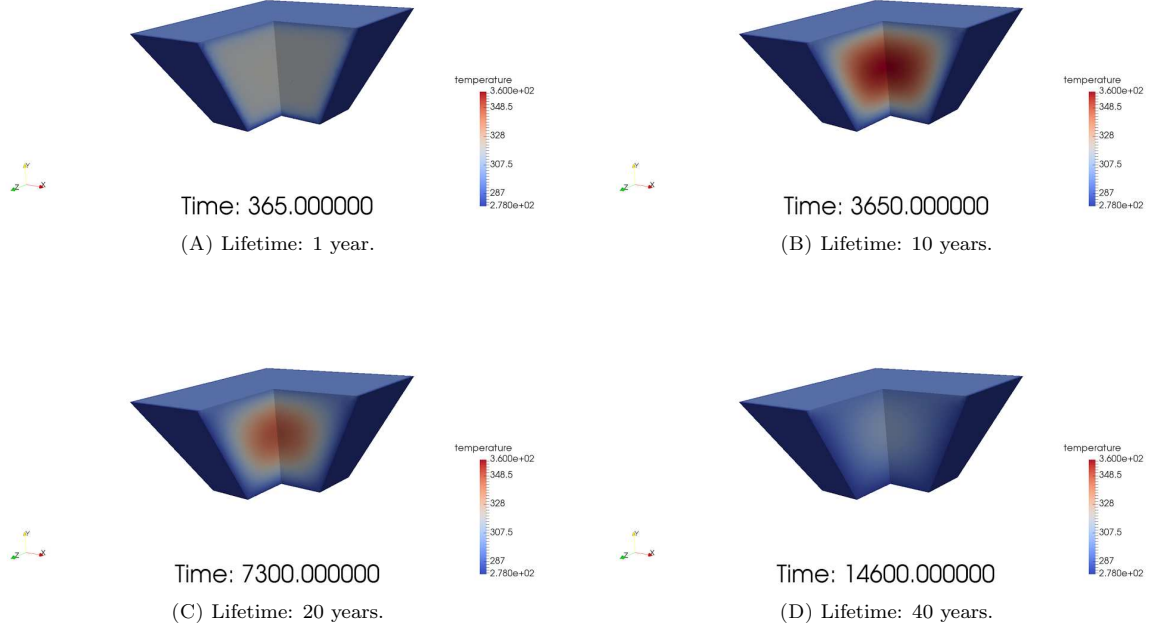 temperature
3.600e+02
348.5
328
307.5
287
2.780e+02
Y
Z
X
Time: 365.000000
(A) Lifetime: 1 year.
temperature
3.600e+02
348.5
328
307.5
287
2.780e+02
Y
Z
X
Time: 3650.000000
(B) Lifetime: 10 years.
temperature
3.600e+02
348.5
328
307.5
287
2.780e+02
Y
Z
X
Time: 7300.000000
(C) Lifetime: 20 years.
temperature
3.600e+02
348.5
328
307.5
287
2.780e+02
Y
Z
X
Time: 14600.000000
(D) Lifetime: 40 years.